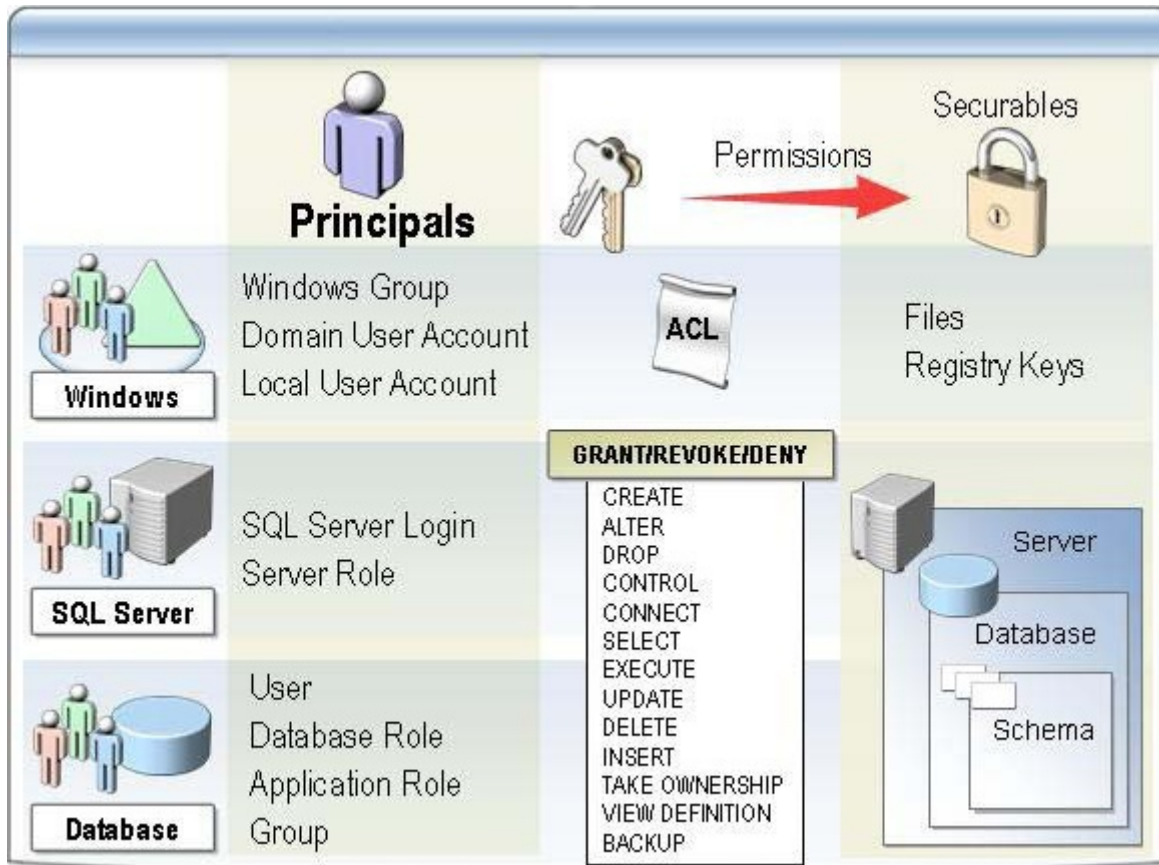 Principals
Permissions
Securables
Windows
Windows Group
Domain User Account
Local User Account
ACL
Files
Registry Keys
SQL Server
SQL Server Login
Server Role
GRANT/REVOKE/DENY
CREATE
ALTER
DROP
CONTROL
CONNECT
SELECT
EXECUTE
UPDATE
DELETE
INSERT
TAKE OWNERSHIP
VIEW DEFINITION
BACKUP
Server
Database
Schema
Database
User
Database Role
Application Role
Group